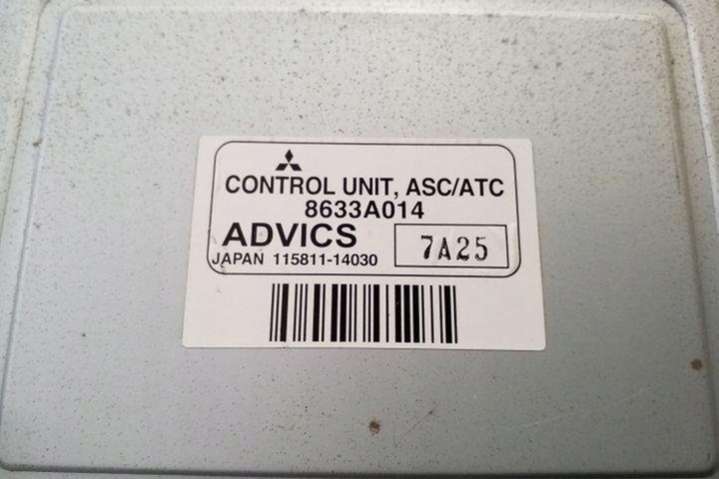 CONTROL UNIT, ASC/ATC
8633A014
ADVICS 7A25
JAPAN 115811-14030